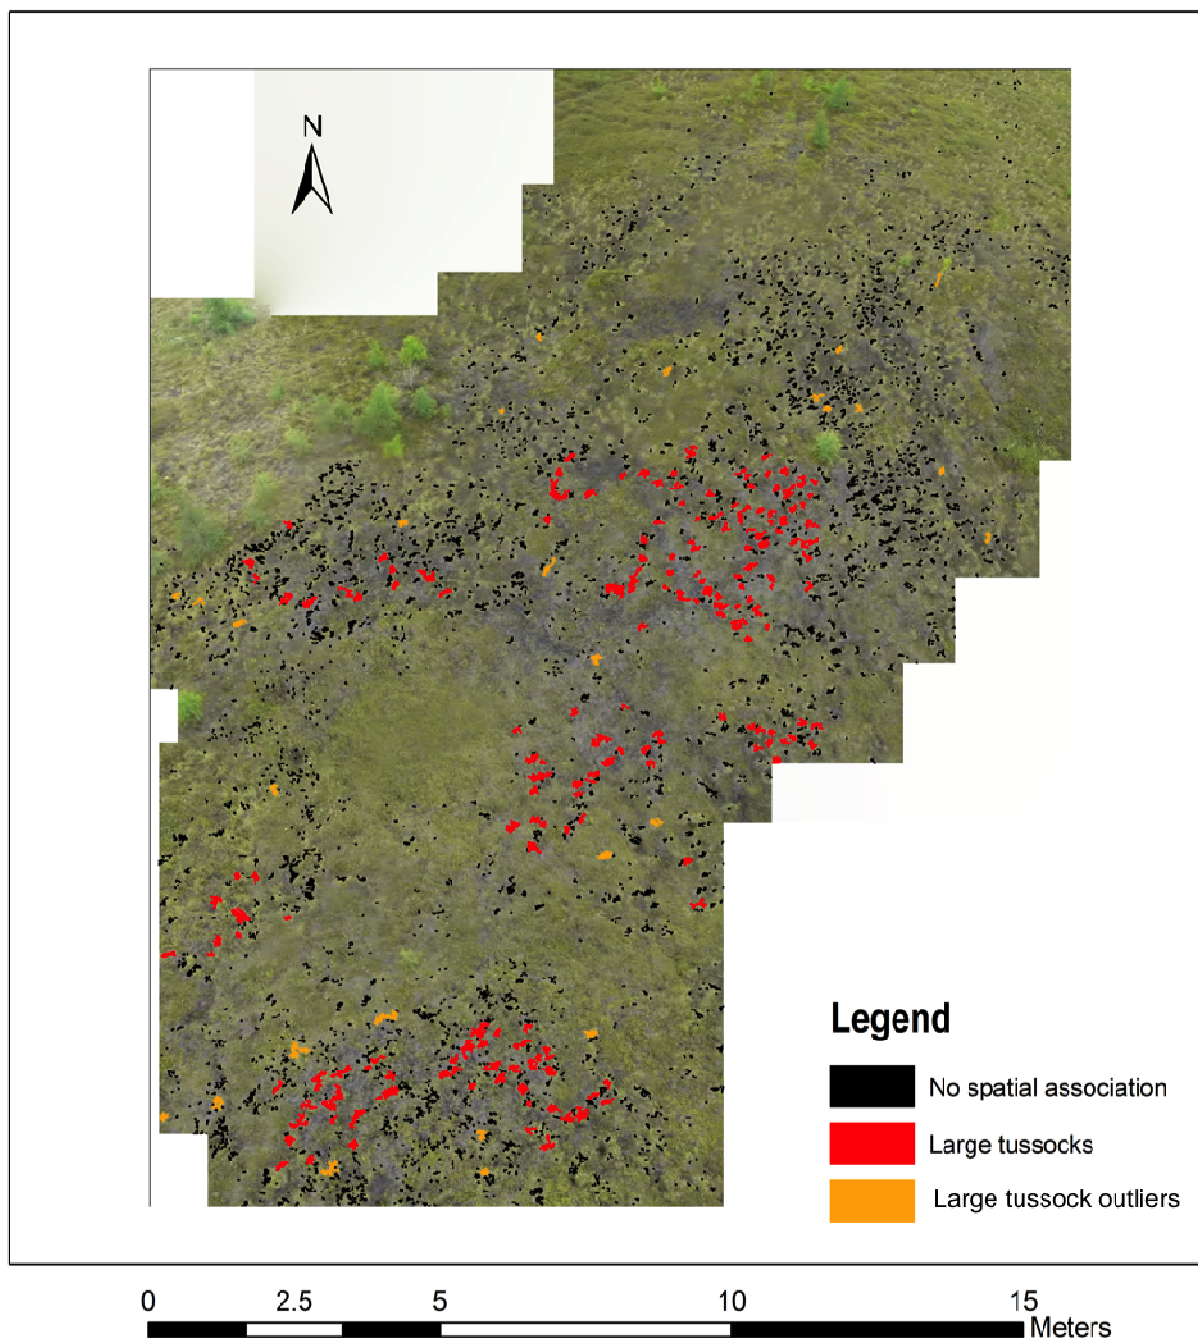 N
Legend
No spatial association
Large tussocks
Large tussock outliers
0 2.5 5 10 15
Meters